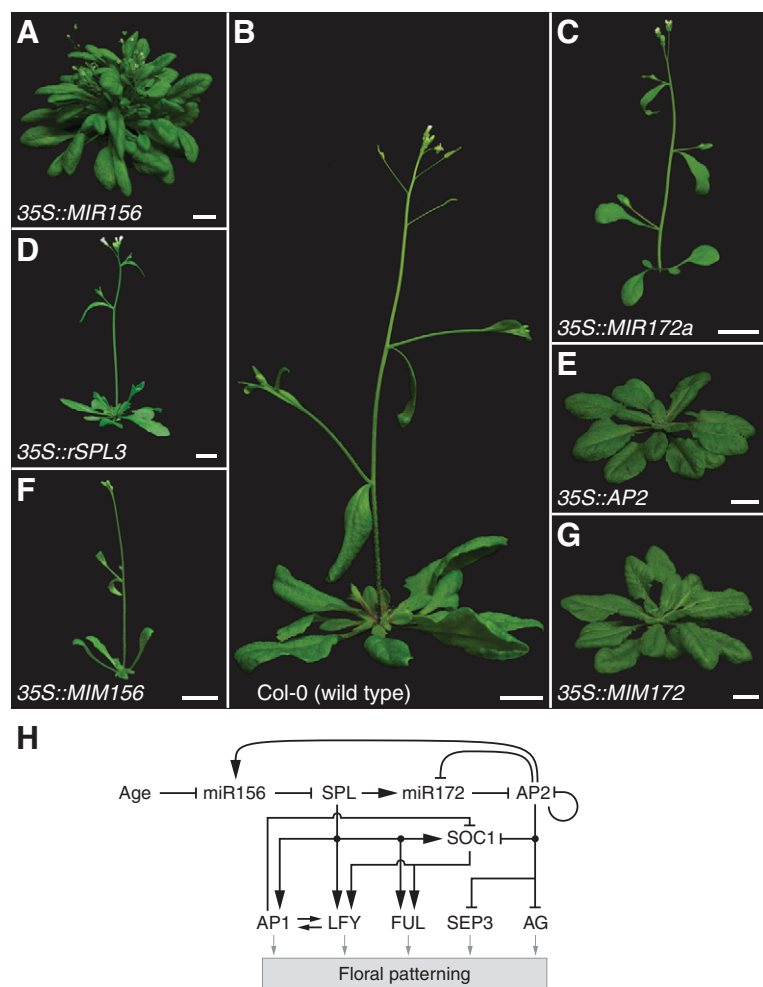 A
35S::MIR156
B
Col-0 (wild type)
C
35S::MIR172a
D
35S::rSPL3
E
35S::AP2
F
35S::MIM156
G
35S::MIM172
H
Age miR156 SPL miR172 AP2
SOC1
AP1 LFY FUL SEP3 AG
Floral patterning